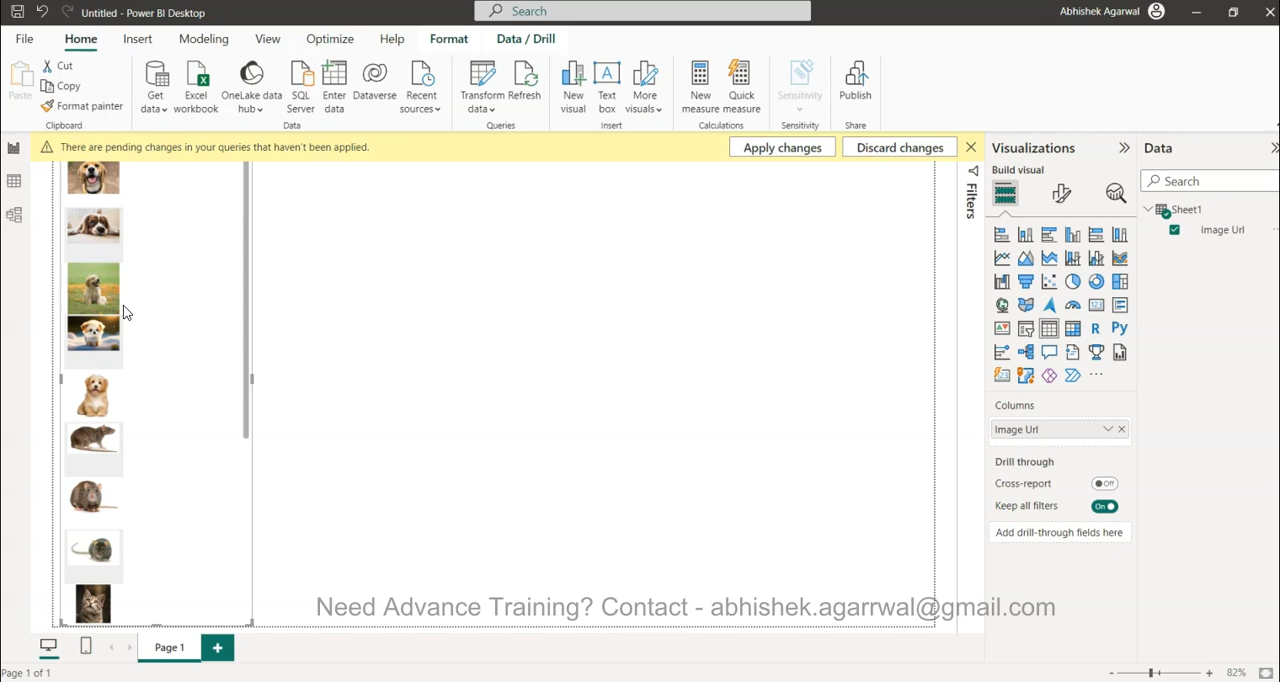 Untitled - Power BI Desktop
Search
Abhishek Agarwal
File
Home
Insert
Modeling
View
Optimize
Help
Format
Data / Drill
Paste
Cut
Copy
Format painter
Clipboard
Get data
Excel workbook
OneLake data hub
SQL Server
Enter data
Dataverse
Recent sources
Data
Transform data
Refresh
Queries
New visual
Text box
More visuals
Insert
New measure
Quick measure
Calculations
Sensitivity
Sensitivity
Publish
Share
There are pending changes in your queries that haven't been applied.
Apply changes
Discard changes
Filters
Visualizations
Build visual
Data
Search
Sheet1
Image Url
123
R
Py
123
Columns
Image Url
Drill through
Cross-report
Off
Keep all filters
On
Add drill-through fields here
Need Advance Training? Contact - abhishek.agarrwal@gmail.com
Page 1
Page 1 of 1
82%